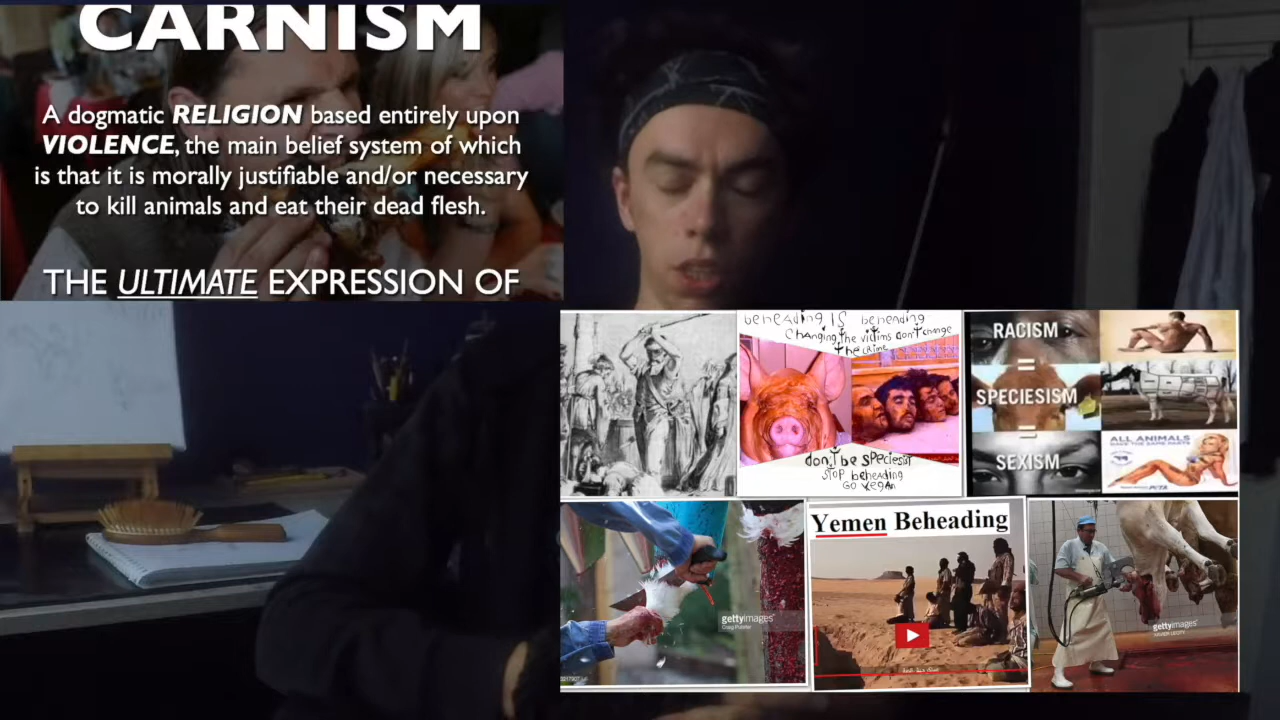 CARNISM
A dogmatic RELIGION based entirely upon
VIOLENCE, the main belief system of which
is that it is morally justifiable and/or necessary
to kill animals and eat their dead flesh.
THE ULTIMATE EXPRESSION OF
beheading IS beheading
Changing the victims don't change
the crime
don't be speciesist
stop beheading
Go vegan
RACISM
=
SPECIESISM
=
SEXISM
ALL ANIMALS
HAVE THE SAME PARTS
PETA
gettyimages
Yemen Beheading
gettyimages